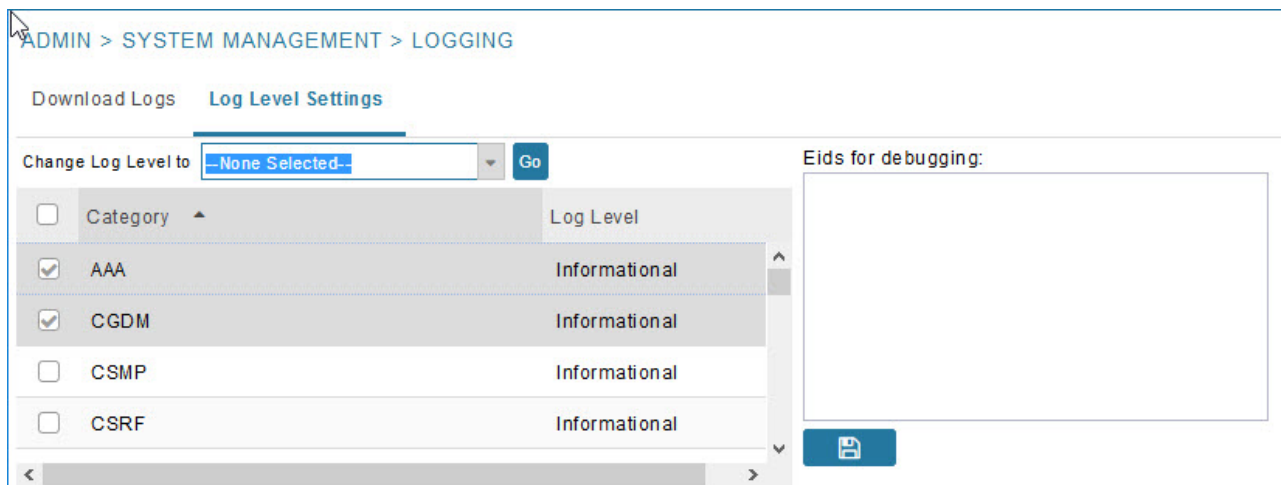 ADMIN > SYSTEM MANAGEMENT > LOGGING
Download Logs Log Level Settings
Change Log Level to --None Selected-- Go
Eids for debugging:
Category Log Level
AAA Informational
CGDM Informational
CSMP Informational
CSRF Informational